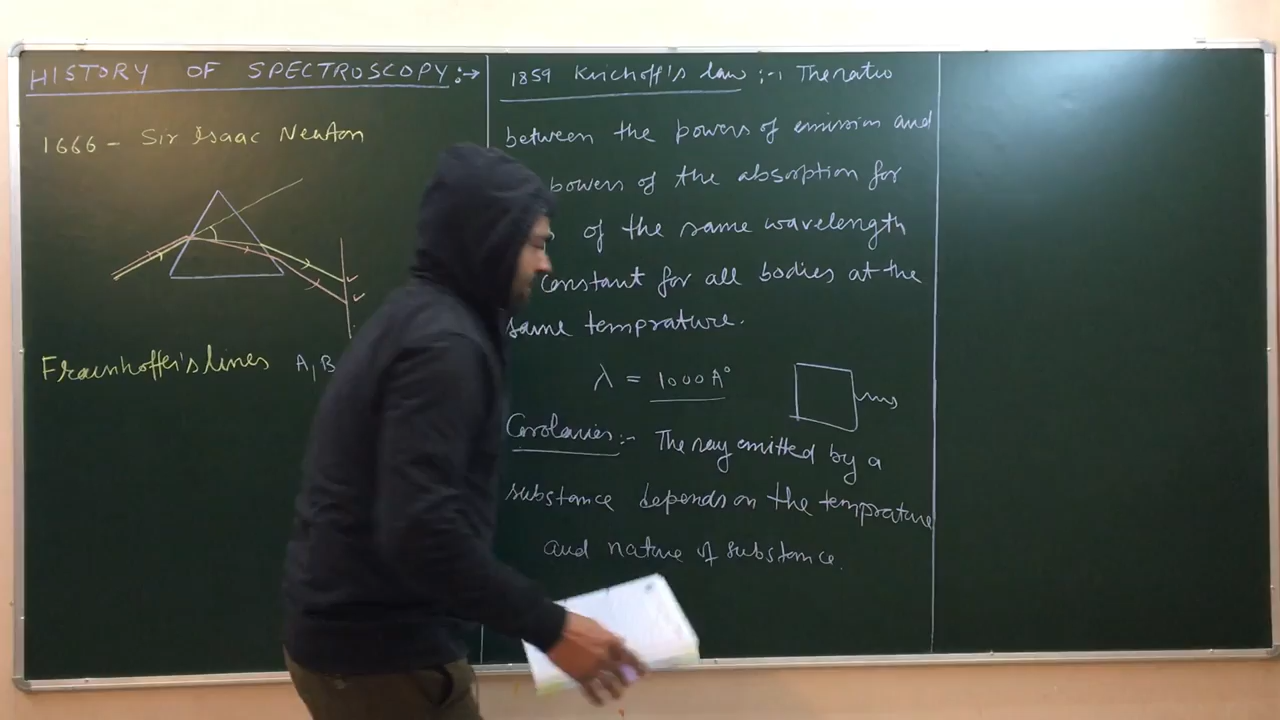 HISTORY OF SPECTROSCOPY :→
1666 - Sir Isaac Newton
Fraunhoffer's lines A, B
1859 Kirchoff's law :- The ratio
between the powers of emission and
powers of the absorption for
of the same wavelength
constant for all bodies at the
same temprature.
λ = 1000 A°
Corolaries :- The ray emitted by a
substance depends on the temprature
and nature of substance.